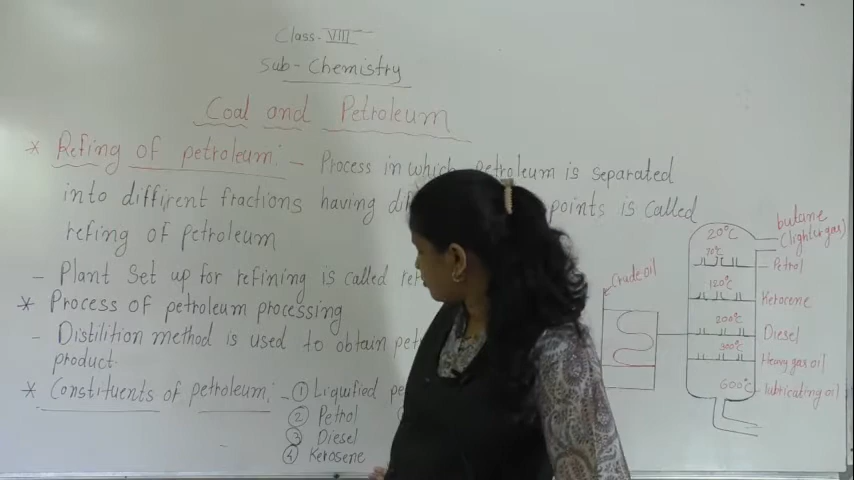 Class- VIII
Sub- Chemistry
Coal and Petroleum
* Refing of petroleum: - Process in which petroleum is separated
into diffirent fractions having points is called
refing of petroleum
- Plant Set up for refining is called
* Process of petroleum processing
- Distilition method is used to obtain
product.
* Constituents of petroleum: - ① Liquified
② Petrol
③ Diesel
④ Kerosene
crude oil
20°C
butane
(lighter gas)
70°C
Petrol
Kerocene
200°C
Diesel
300°C
Heavy gas oil
600°C
lubricating oil